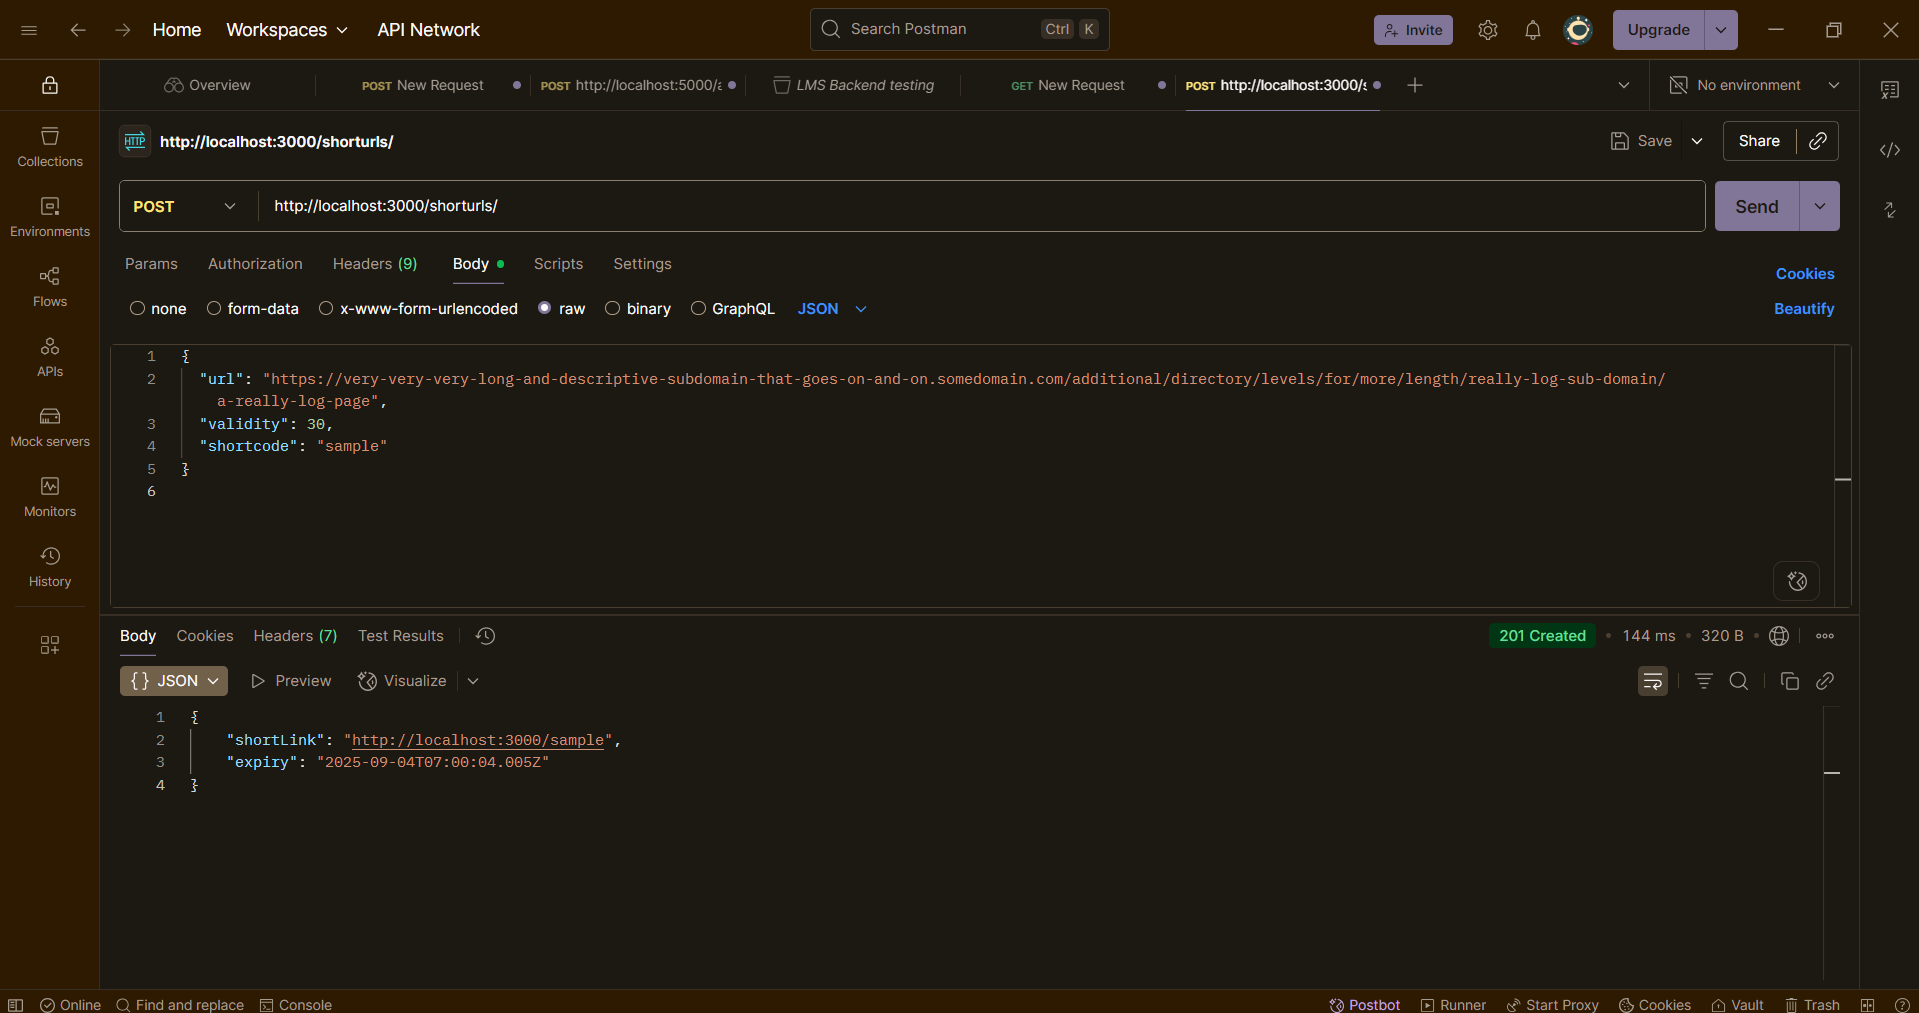 Home Workspaces API Network Search Postman Ctrl K Invite Upgrade
Overview POST New Request POST http://localhost:5000/a LMS Backend testing GET New Request POST http://localhost:3000/s No environment
HTTP http://localhost:3000/shorturls/ Save Share
POST http://localhost:3000/shorturls/ Send
Collections
Environments
Flows
APIs
Mock servers
Monitors
History
Params Authorization Headers (9) Body Scripts Settings Cookies
none form-data x-www-form-urlencoded raw binary GraphQL JSON Beautify
1 {
2 "url": "https://very-very-very-long-and-descriptive-subdomain-that-goes-on-and-on.somedomain.com/additional/directory/levels/for/more/length/really-log-sub-domain/
a-really-log-page",
3 "validity": 30,
4 "shortcode": "sample"
5 }
6
Body Cookies Headers (7) Test Results 201 Created • 144 ms • 320 B •
{} JSON Preview Visualize
1 {
2 "shortLink": "http://localhost:3000/sample",
3 "expiry": "2025-09-04T07:00:04.005Z"
4 }
Online Find and replace Console Postbot Runner Start Proxy Cookies Vault Trash